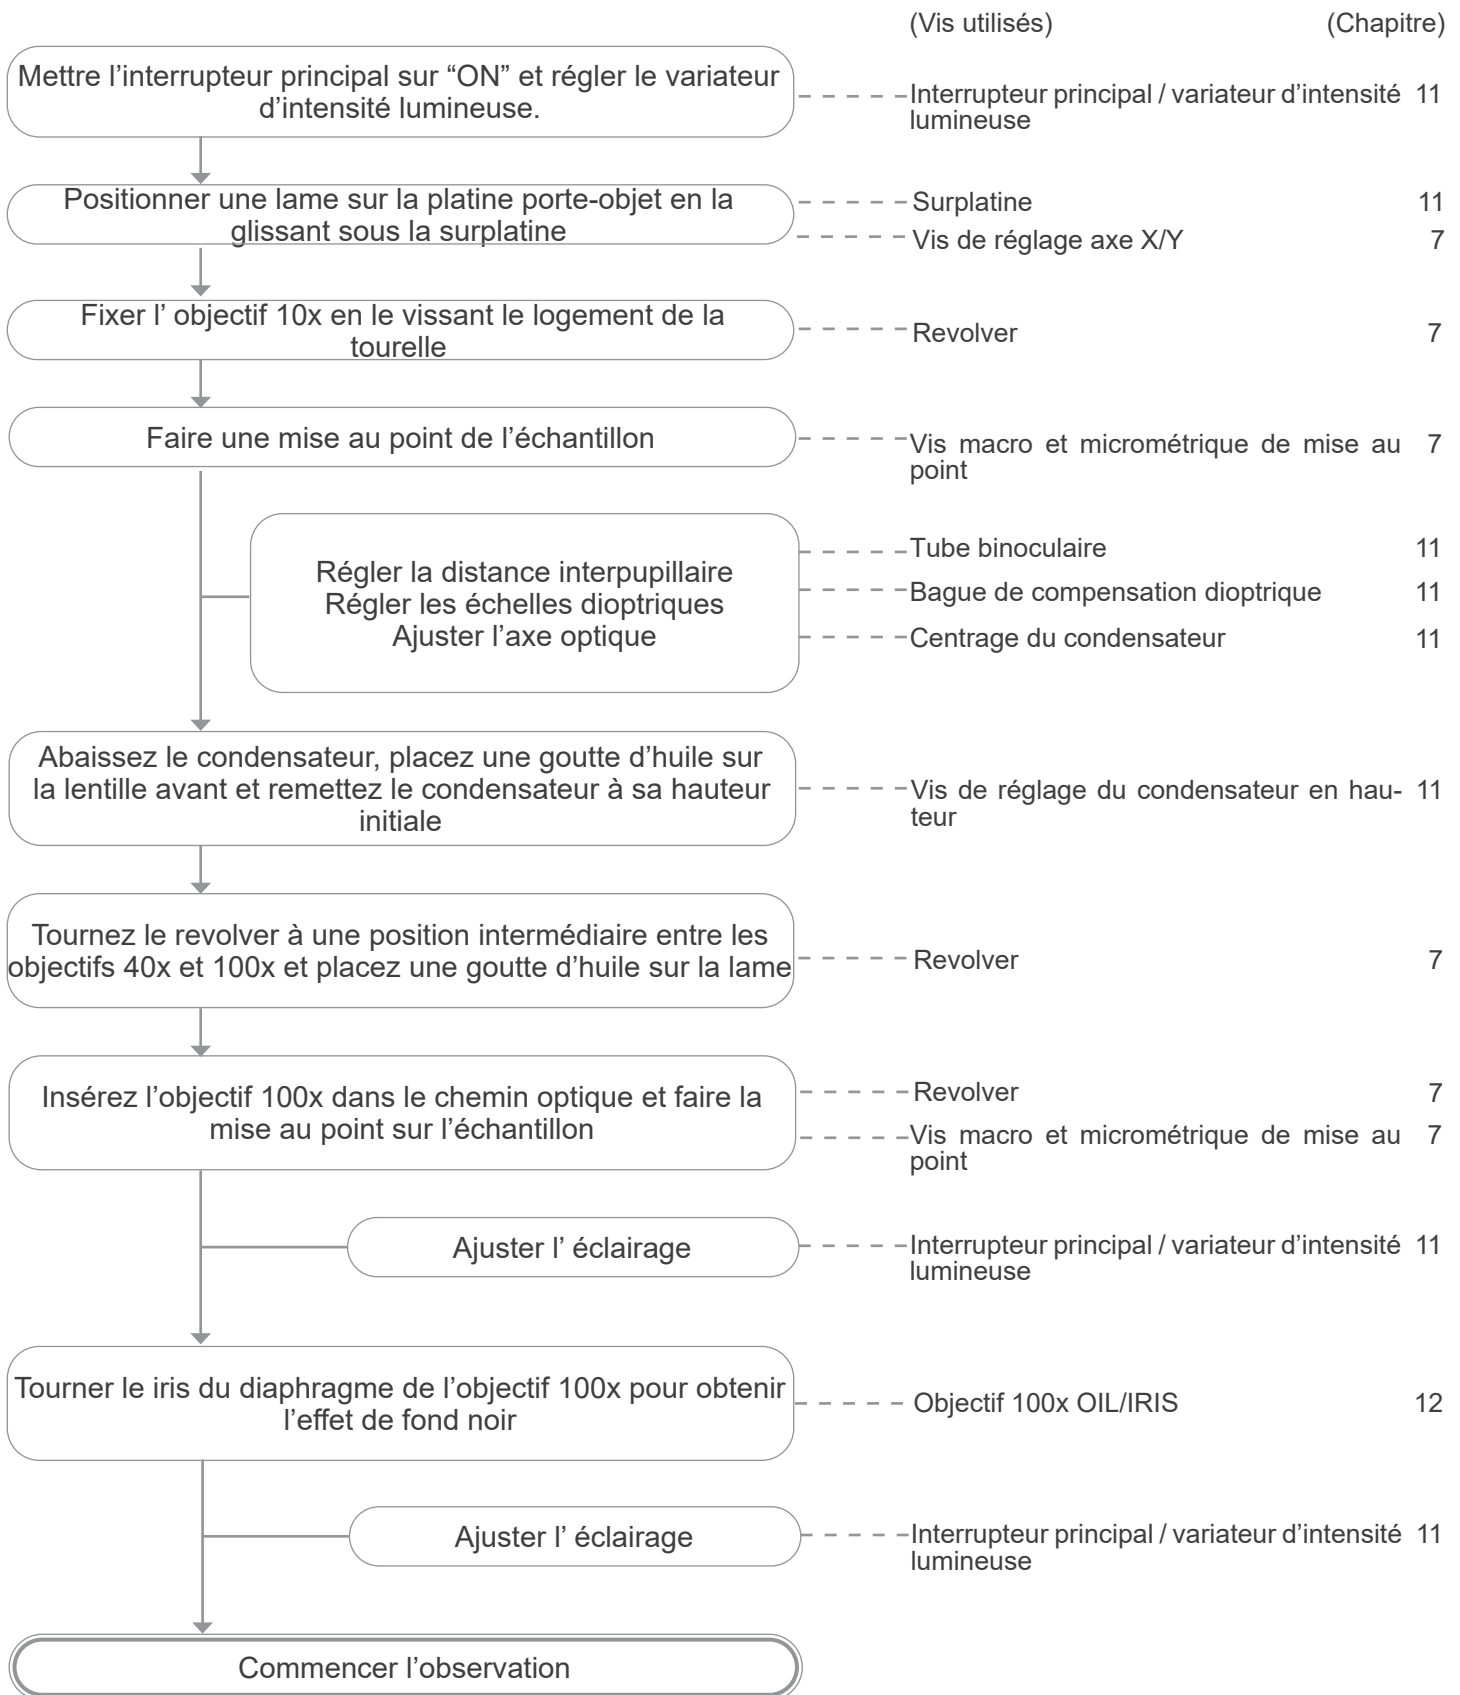 (Vis utilisés) (Chapitre)
Mettre l’interrupteur principal sur “ON” et régler le variateur
d’intensité lumineuse.
Interrupteur principal / variateur d’intensité 11
lumineuse
Positionner une lame sur la platine porte-objet en la
glissant sous la surplatine
Surplatine 11
Vis de réglage axe X/Y 7
Fixer l’ objectif 10x en le vissant le logement de la
tourelle
Revolver 7
Faire une mise au point de l’échantillon
Vis macro et micrométrique de mise au 7
point
Régler la distance interpupillaire
Régler les échelles dioptriques
Ajuster l’axe optique
Tube binoculaire 11
Bague de compensation dioptrique 11
Centrage du condensateur 11
Abaissez le condensateur, placez une goutte d’huile sur
la lentille avant et remettez le condensateur à sa hauteur
initiale
Vis de réglage du condensateur en hau- 11
teur
Tournez le revolver à une position intermédiaire entre les
objectifs 40x et 100x et placez une goutte d’huile sur la lame
Revolver 7
Insérez l’objectif 100x dans le chemin optique et faire la
mise au point sur l’échantillon
Revolver 7
Vis macro et micrométrique de mise au 7
point
Ajuster l’ éclairage
Interrupteur principal / variateur d’intensité 11
lumineuse
Tourner le iris du diaphragme de l’objectif 100x pour obtenir
l’effet de fond noir
Objectif 100x OIL/IRIS 12
Ajuster l’ éclairage
Interrupteur principal / variateur d’intensité 11
lumineuse
Commencer l’observation